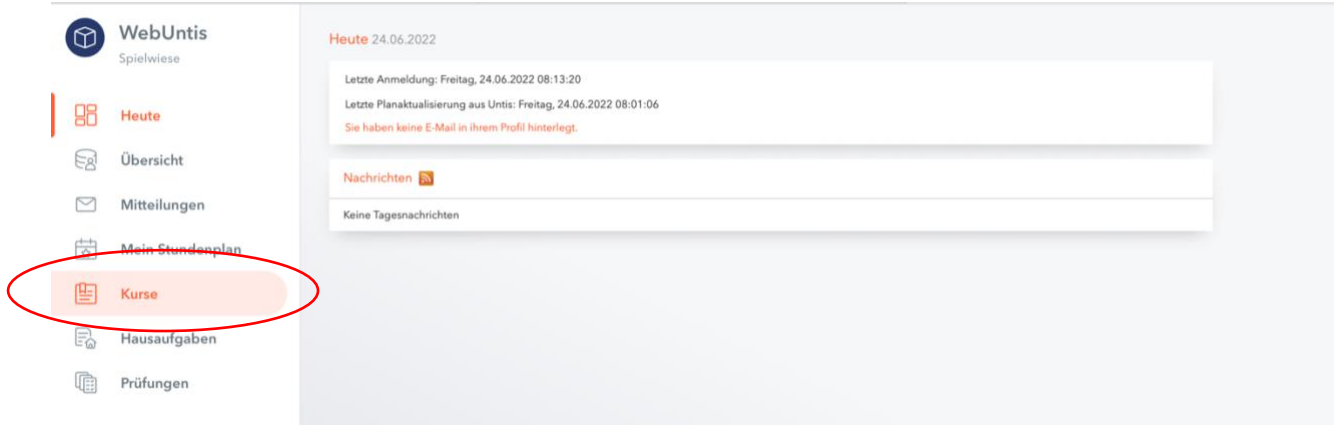 WebUntis
Spielwiese
Heute
Übersicht
Mitteilungen
Mein Stundenplan
Kurse
Hausaufgaben
Prüfungen
Heute 24.06.2022
Letzte Anmeldung: Freitag, 24.06.2022 08:13:20
Letzte Planaktualisierung aus Untis: Freitag, 24.06.2022 08:01:06
Sie haben keine E-Mail in ihrem Profil hinterlegt.
Nachrichten
Keine Tagesnachrichten